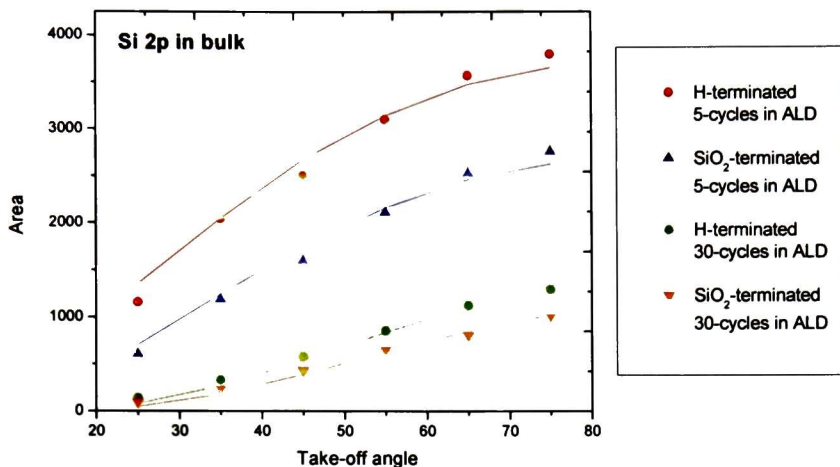 Si 2p in bulk
4000
3000
2000
1000
0
Area
20
30
40
50
60
70
80
Take-off angle
H-terminated
5-cycles in ALD
SiO₂-terminated
5-cycles in ALD
H-terminated
30-cycles in ALD
SiO₂-terminated
30-cycles in ALD